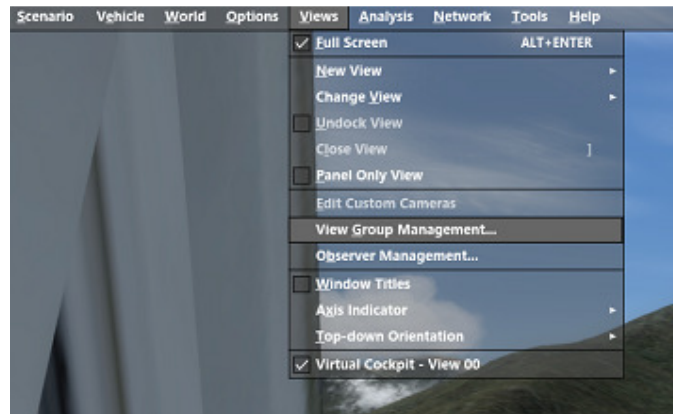 Scenario Vehicle World Options Views Analysis Network Tools Help
Full Screen ALT+ENTER
New View
Change View
Undock View
Close View ]
Panel Only View
Edit Custom Cameras
View Group Management...
Observer Management...
Window Titles
Axis Indicator
Top-down Orientation
Virtual Cockpit - View 00